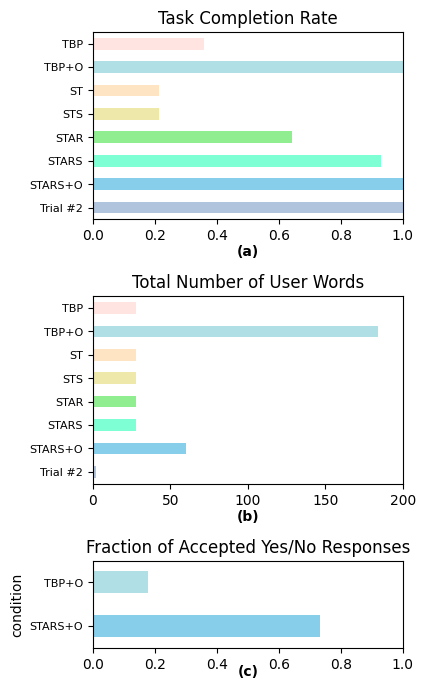 Task Completion Rate
TBP
TBP+O
ST
STS
STAR
STARS
STARS+O
Trial #2
0.0 0.2 0.4 0.6 0.8 1.0
(a)
Total Number of User Words
TBP
TBP+O
ST
STS
STAR
STARS
STARS+O
Trial #2
0 50 100 150 200
(b)
Fraction of Accepted Yes/No Responses
condition
TBP+O
STARS+O
0.0 0.2 0.4 0.6 0.8 1.0
(c)